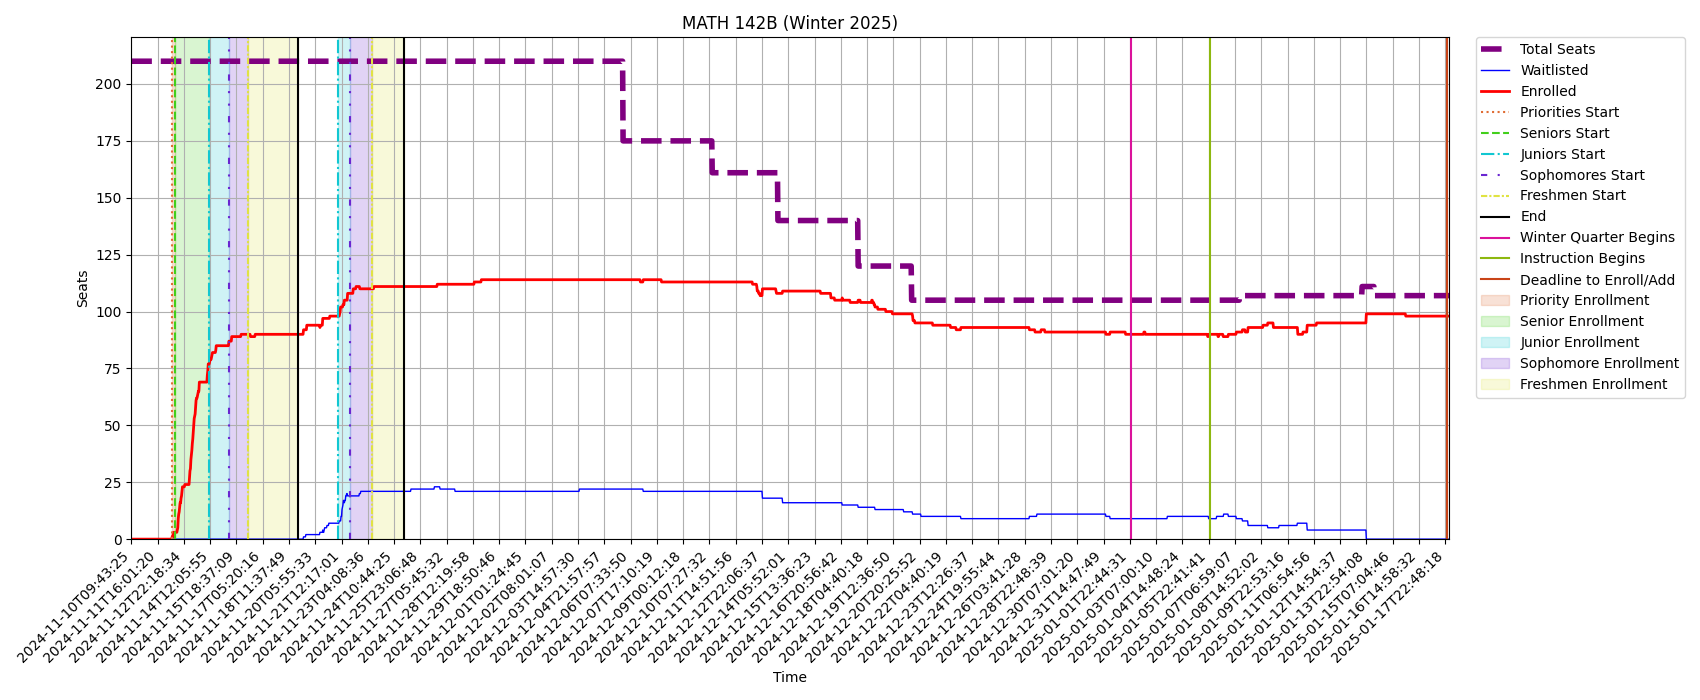 MATH 142B (Winter 2025)
Seats
200
175
150
125
100
75
50
25
0
2024-11-10T09:43:25
2024-11-11T16:01:20
2024-11-12T22:18:34
2024-11-14T12:05:55
2024-11-15T18:37:09
2024-11-17T05:20:16
2024-11-18T11:37:49
2024-11-20T05:55:33
2024-11-21T12:17:01
2024-11-23T04:08:36
2024-11-24T10:44:25
2024-11-25T23:06:48
2024-11-27T05:45:32
2024-11-28T12:19:58
2024-11-29T18:50:46
2024-12-01T01:24:45
2024-12-02T08:01:07
2024-12-03T14:57:30
2024-12-04T21:57:57
2024-12-06T07:33:50
2024-12-07T17:10:19
2024-12-09T00:12:18
2024-12-10T07:27:32
2024-12-11T14:51:56
2024-12-12T22:06:37
2024-12-14T05:52:01
2024-12-15T13:36:23
2024-12-16T20:56:42
2024-12-18T04:40:18
2024-12-19T12:36:50
2024-12-20T20:25:52
2024-12-22T04:40:19
2024-12-23T12:26:37
2024-12-24T19:55:44
2024-12-26T03:41:28
2024-12-28T22:48:39
2024-12-30T07:01:20
2024-12-31T14:47:49
2025-01-01T22:44:31
2025-01-03T07:00:10
2025-01-04T14:48:24
2025-01-05T22:41:41
2025-01-07T06:59:07
2025-01-08T14:52:02
2025-01-09T22:53:16
2025-01-11T06:54:56
2025-01-12T14:54:37
2025-01-13T22:54:08
2025-01-15T07:04:46
2025-01-16T14:58:32
2025-01-17T22:48:18
Time
Total Seats
Waitlisted
Enrolled
Priorities Start
Seniors Start
Juniors Start
Sophomores Start
Freshmen Start
End
Winter Quarter Begins
Instruction Begins
Deadline to Enroll/Add
Priority Enrollment
Senior Enrollment
Junior Enrollment
Sophomore Enrollment
Freshmen Enrollment